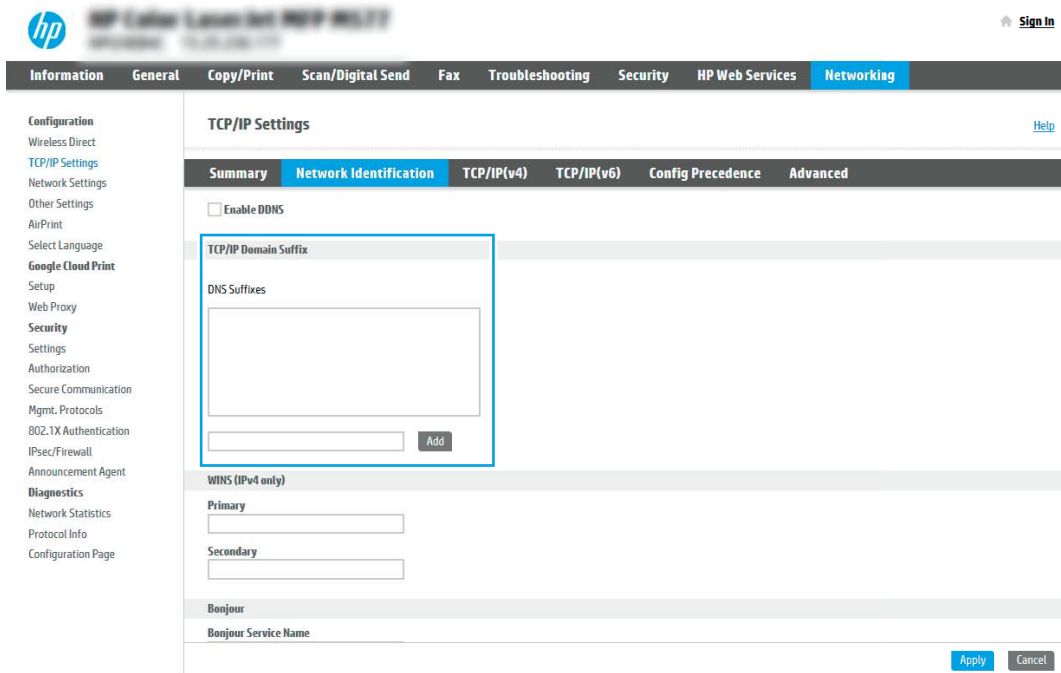 hp
Sign In
Information General Copy/Print Scan/Digital Send Fax Troubleshooting Security HP Web Services Networking
Configuration
Wireless Direct
TCP/IP Settings
Network Settings
Other Settings
AirPrint
Select Language
Google Cloud Print
Setup
Web Proxy
Security
Settings
Authorization
Secure Communication
Mgmt. Protocols
802.1X Authentication
IPsec/Firewall
Announcement Agent
Diagnostics
Network Statistics
Protocol Info
Configuration Page
TCP/IP Settings
Help
Summary Network Identification TCP/IP(v4) TCP/IP(v6) Config Precedence Advanced
Enable DDNS
TCP/IP Domain Suffix
DNS Suffixes
Add
WINS (IPv4 only)
Primary
Secondary
Bonjour
Bonjour Service Name
Apply Cancel